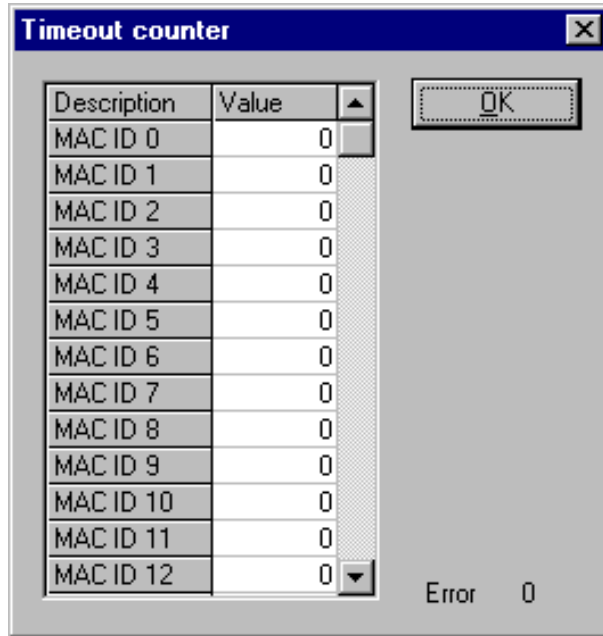 Timeout counter
Description Value
MAC ID 0 0
MAC ID 1 0
MAC ID 2 0
MAC ID 3 0
MAC ID 4 0
MAC ID 5 0
MAC ID 6 0
MAC ID 7 0
MAC ID 8 0
MAC ID 9 0
MAC ID 10 0
MAC ID 11 0
MAC ID 12 0
OK
Error 0